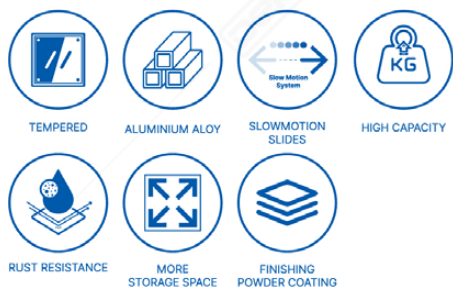 Slow Motion
System
KG
TEMPERED
ALUMINIUM ALOY
SLOWMOTION
SLIDES
HIGH CAPACITY
RUST RESISTANCE
MORE
STORAGE SPACE
FINISHING
POWDER COATING